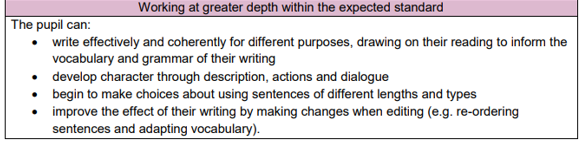 Working at greater depth within the expected standard
The pupil can:
• write effectively and coherently for different purposes, drawing on their reading to inform the
vocabulary and grammar of their writing
• develop character through description, actions and dialogue
• begin to make choices about using sentences of different lengths and types
• improve the effect of their writing by making changes when editing (e.g. re-ordering
sentences and adapting vocabulary).